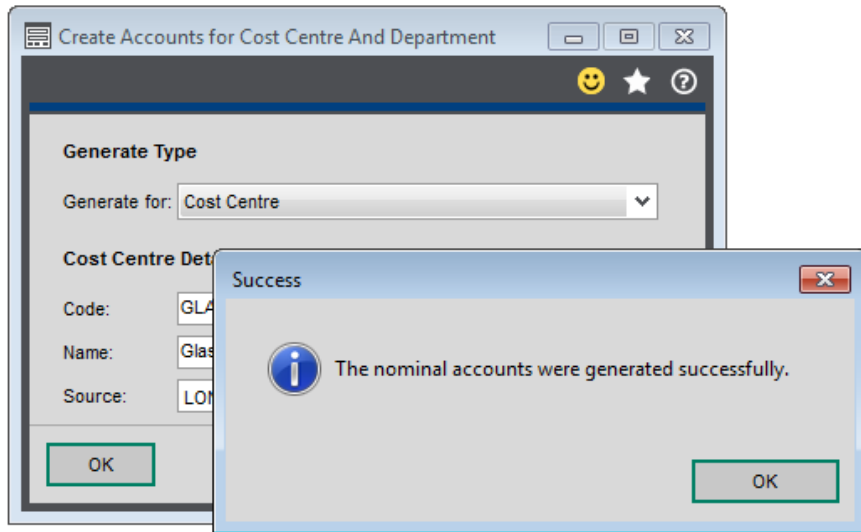 Create Accounts for Cost Centre And Department
Generate Type
Generate for: Cost Centre
Cost Centre
Success
Code:
Name:
Source:
The nominal accounts were generated successfully.
OK
OK